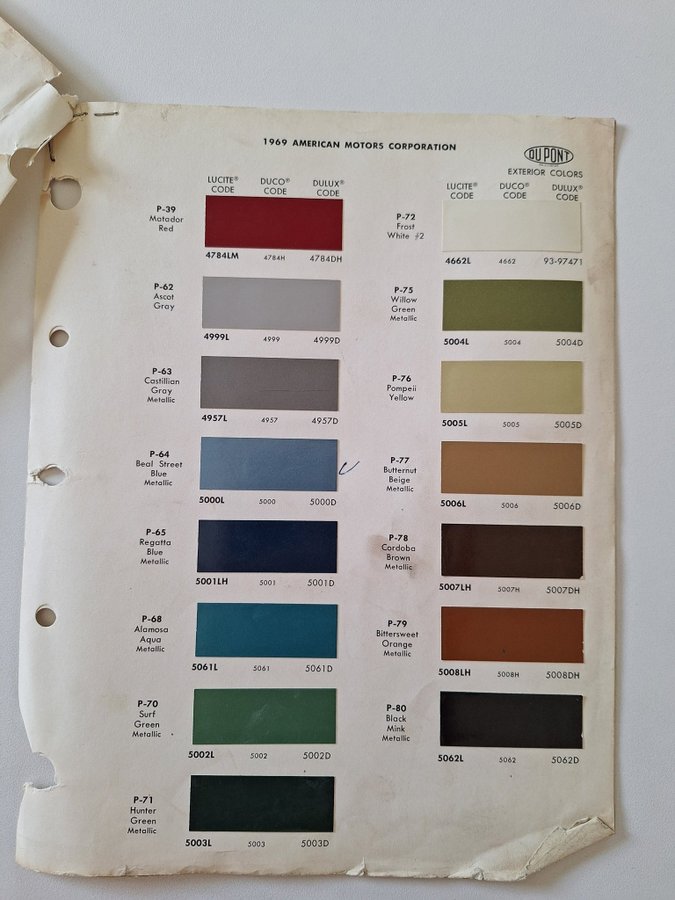 1969 AMERICAN MOTORS CORPORATION
DU PONT
EXTERIOR COLORS
LUCITE® CODE DUCO® CODE DULUX® CODE
P-39
Matador
Red
4784LM 4784H 4784DH
P-62
Ascot
Gray
4999L 4999 4999D
P-63
Castillian
Gray
Metallic
4957L 4957 4957D
P-64
Beal Street
Blue
Metallic
5000L 5000 5000D
P-65
Regatta
Blue
Metallic
5001LH 5001 5001D
P-68
Alamosa
Aqua
Metallic
5061L 5061 5061D
P-70
Surf
Green
Metallic
5002L 5002 5002D
P-71
Hunter
Green
Metallic
5003L 5003 5003D
LUCITE® CODE DUCO® CODE DULUX® CODE
P-72
Frost
White #2
4662L 4662 93-97471
P-75
Willow
Green
Metallic
5004L 5004 5004D
P-76
Pompeii
Yellow
5005L 5005 5005D
P-77
Butternut
Beige
Metallic
5006L 5006 5006D
P-78
Cordoba
Brown
Metallic
5007LH 5007H 5007DH
P-79
Bittersweet
Orange
Metallic
5008LH 5008H 5008DH
P-80
Black
Mink
Metallic
5062L 5062 5062D